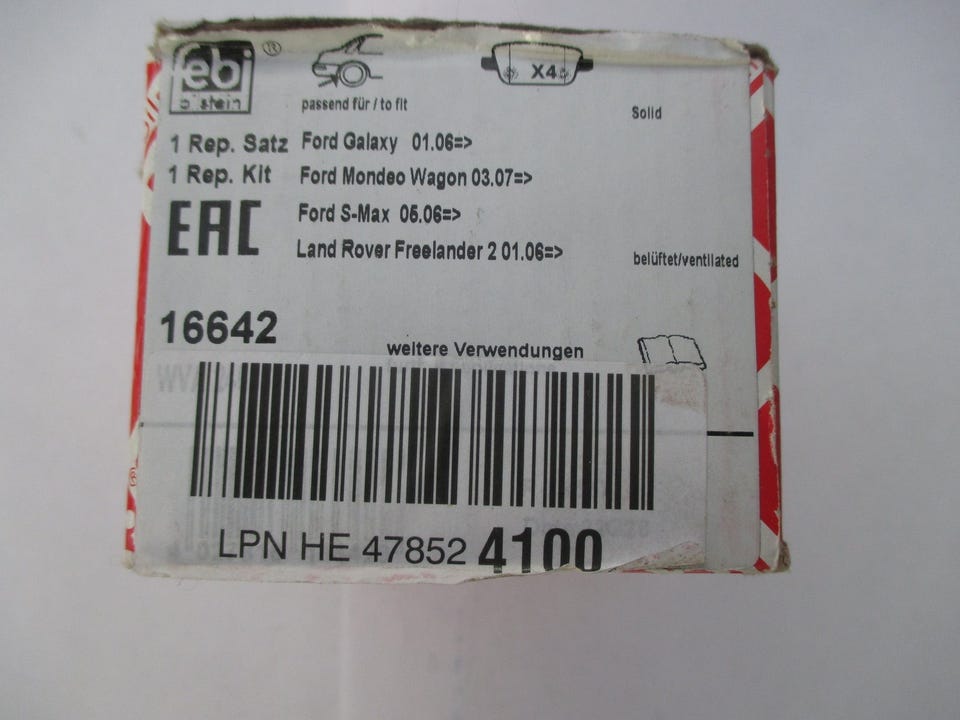 febi ®
bilstein
X4
passend für / to fit
Solid
1 Rep. Satz
Ford Galaxy 01.06=>
1 Rep. Kit
Ford Mondeo Wagon 03.07=>
EAC
Ford S-Max 05.06=>
Land Rover Freelander 2 01.06=>
belüftet/ventilated
16642
weitere Verwendungen
WVA
LPN HE 47852 4100